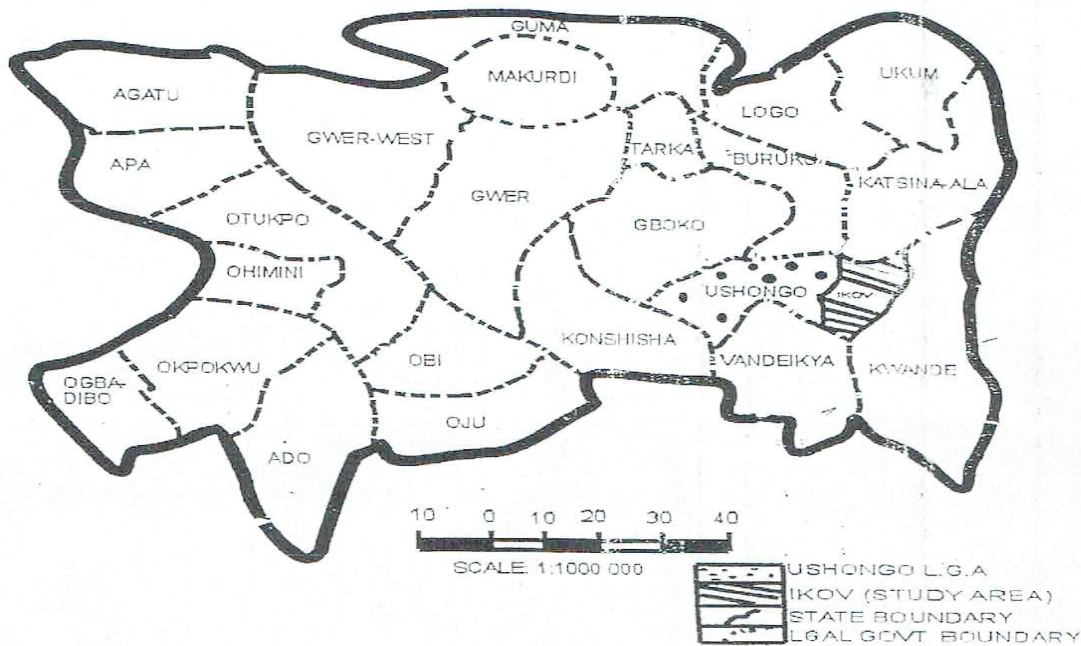 GUMA
MAKURDI
UKUM
AGATU
LOGO
GWER-WEST
TARKA
BURUKU
APA
KATSINA-ALA
GWER
OTUKPO
GBOKO
OHIMINI
USHONGO
IKOV
KONSHISHA
OBI
VANDEIKYA
OKPOKWU
KWANDE
OGBA-
DIBO
OJU
ADO
10 0 10 20 30 40
SCALE 1:1000 000
USHONGO L.G.A
IKOV (STUDY AREA)
STATE BOUNDARY
LGAL GOVT BOUNDARY